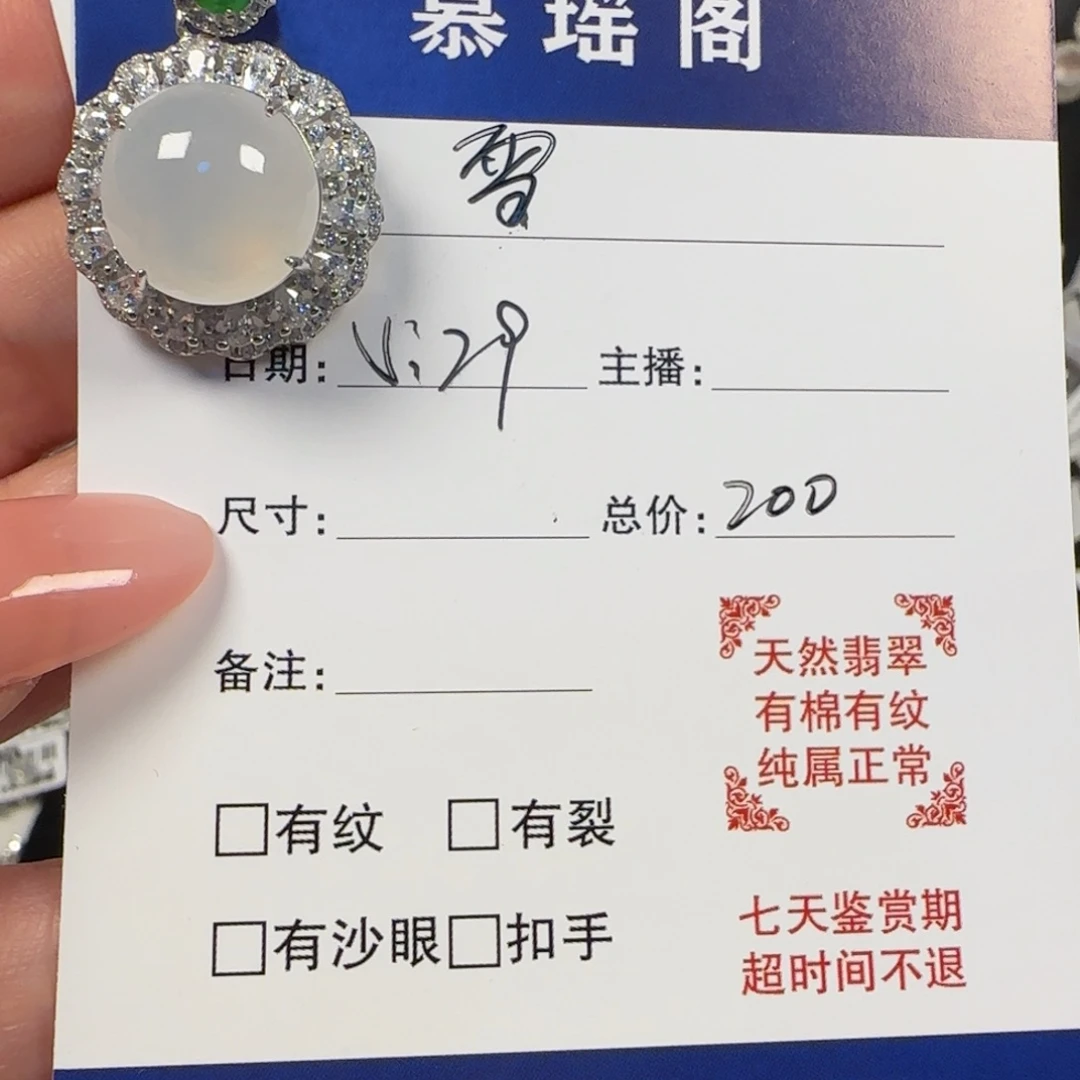 慕瑶阁
日期: 主播:
尺寸: 总价: 200
备注:
天然翡翠
有棉有纹
纯属正常
□有纹 □有裂
□有沙眼 □扣手
七天鉴赏期
超时间不退